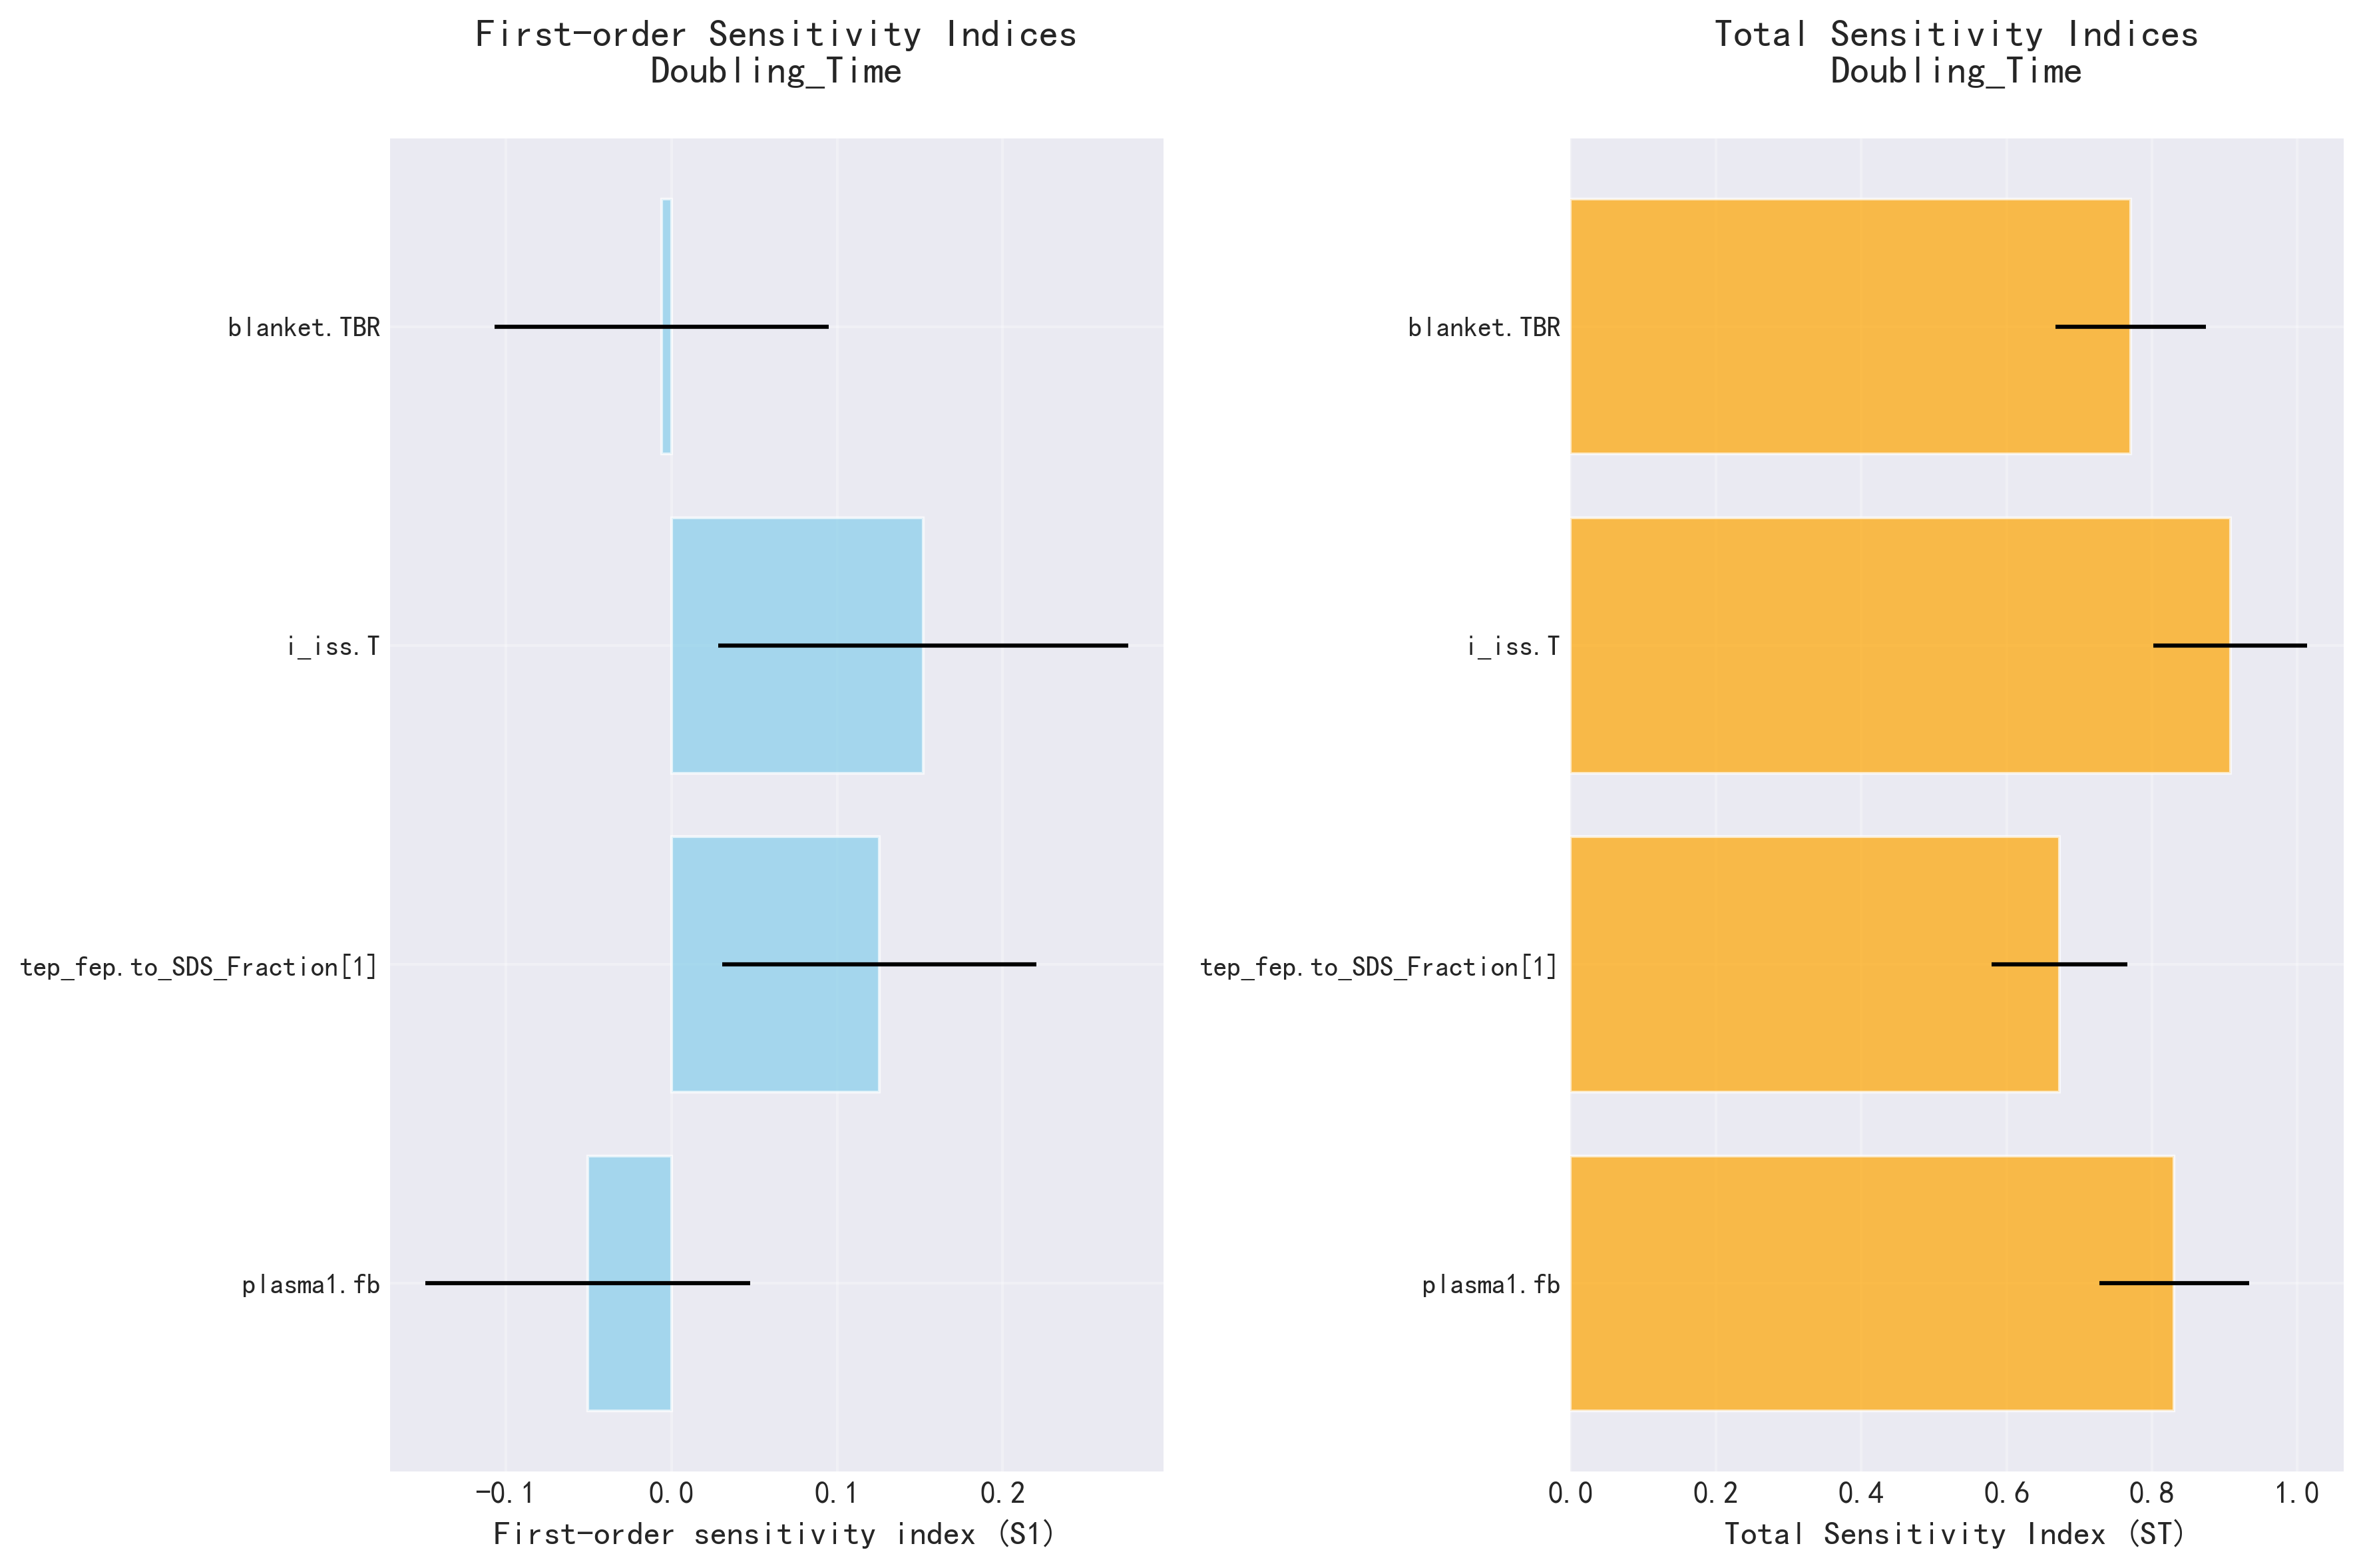 First-order Sensitivity Indices
Doubling_Time
blanket.TBR
i_iss.T
tep_fep.to_SDS_Fraction[1]
plasma1.fb
-0.1 0.0 0.1 0.2
First-order sensitivity index (S1)
Total Sensitivity Indices
Doubling_Time
blanket.TBR
i_iss.T
tep_fep.to_SDS_Fraction[1]
plasma1.fb
0.0 0.2 0.4 0.6 0.8 1.0
Total Sensitivity Index (ST)